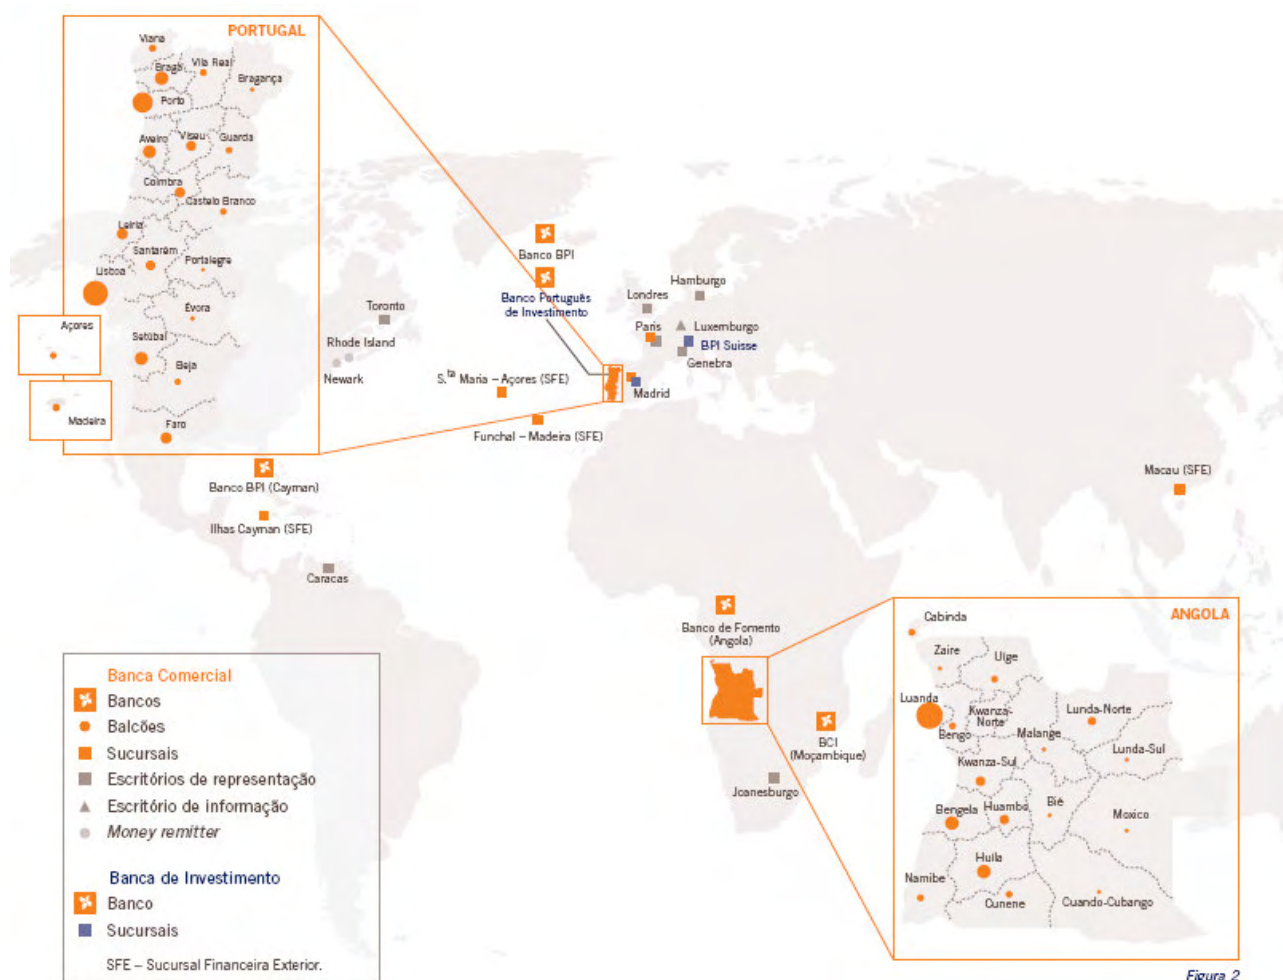 PORTUGAL
Viana
Braga
Vila Real
Bragança
Porto
Aveiro
Viseu
Guarda
Coimbra
Castelo Branco
Leiria
Santarém
Portalegre
Lisboa
Évora
Setúbal
Beja
Faro
Açores
Madeira
Banco BPI
Banco Português
de Investimento
Toronto
Rhode Island
Newark
S.ta Maria – Açores (SFE)
Funchal – Madeira (SFE)
Hamburgo
Londres
Paris
Luxemburgo
BPI Suisse
Genebra
Madrid
Macau (SFE)
Banco BPI (Cayman)
Ilhas Cayman (SFE)
Caracas
Banco de Fomento
(Angola)
BCI
(Moçambique)
Joanesburgo
ANGOLA
Cabinda
Zaire
Uíge
Luanda
Kwanza-
Norte
Lunda-Norte
Bengo
Malange
Lunda-Sul
Kwanza-Sul
Bengela
Huambo
Biê
Moxico
Huíla
Namibe
Cunene
Cuando-Cubango
Banca Comercial
Bancos
Balcões
Sucursais
Escritórios de representação
Escritório de informação
Money remitter
Banca de Investimento
Banco
Sucursais
SFE – Sucursal Financeira Exterior.
Figura 2